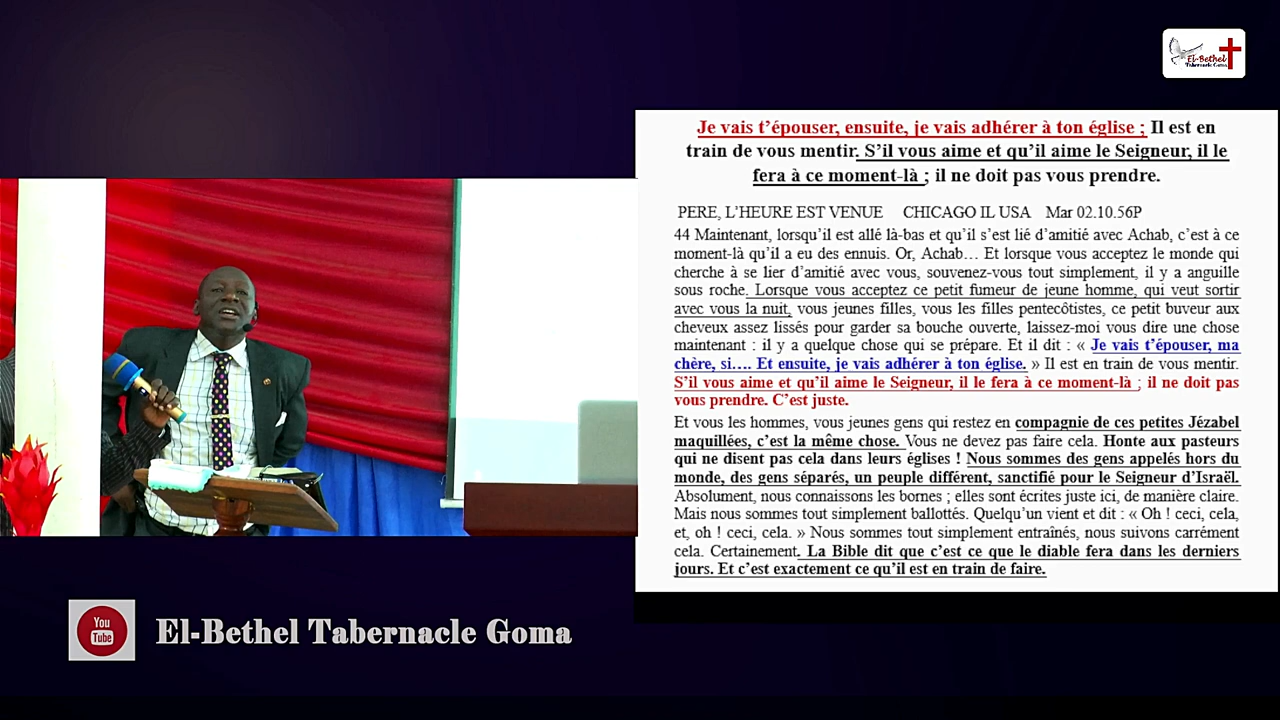 El-Bethel
Tabernacle Goma
Je vais t'épouser, ensuite, je vais adhérer à ton église ; Il est en
train de vous mentir. S'il vous aime et qu'il aime le Seigneur, il le
fera à ce moment-là ; il ne doit pas vous prendre.
PERE, L'HEURE EST VENUE CHICAGO IL USA Mar 02.10.56P
44 Maintenant, lorsqu'il est allé là-bas et qu'il s'est lié d'amitié avec Achab, c'est à ce
moment-là qu'il a eu des ennuis. Or, Achab… Et lorsque vous acceptez le monde qui
cherche à se lier d'amitié avec vous, souvenez-vous tout simplement, il y a anguille
sous roche. Lorsque vous acceptez ce petit fumeur de jeune homme, qui veut sortir
avec vous la nuit, vous jeunes filles, vous les filles pentecôtistes, ce petit buveur aux
cheveux assez lissés pour garder sa bouche ouverte, laissez-moi vous dire une chose
maintenant : il y a quelque chose qui se prépare. Et il dit : « Je vais t'épouser, ma
chère, si…. Et ensuite, je vais adhérer à ton église. » Il est en train de vous mentir.
S'il vous aime et qu'il aime le Seigneur, il le fera à ce moment-là ; il ne doit pas
vous prendre. C'est juste.
Et vous les hommes, vous jeunes gens qui restez en compagnie de ces petites Jézabel
maquillées, c'est la même chose. Vous ne devez pas faire cela. Honte aux pasteurs
qui ne disent pas cela dans leurs églises ! Nous sommes des gens appelés hors du
monde, des gens séparés, un peuple différent, sanctifié pour le Seigneur d'Israël.
Absolument, nous connaissons les bornes ; elles sont écrites juste ici, de manière claire.
Mais nous sommes tout simplement ballottés. Quelqu'un vient et dit : « Oh ! ceci, cela,
et, oh ! ceci, cela. » Nous sommes tout simplement entraînés, nous suivons carrément
cela. Certainement. La Bible dit que c'est ce que le diable fera dans les derniers
jours. Et c'est exactement ce qu'il est en train de faire.
You
Tube
El-Bethel Tabernacle Goma